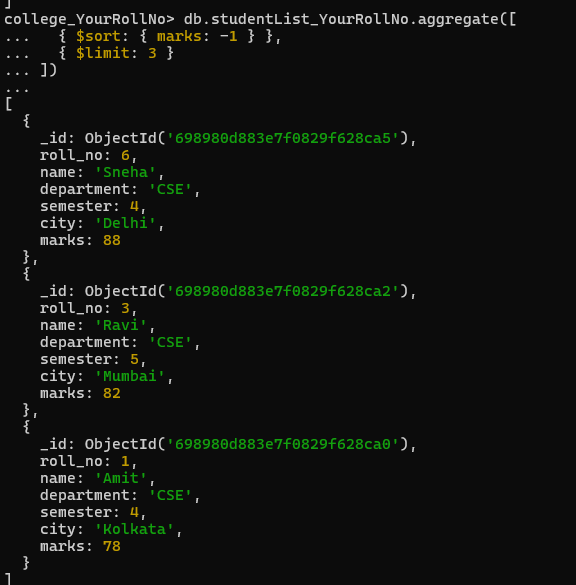 ]
college_YourRollNo> db.studentList_YourRollNo.aggregate([
...   { $sort: { marks: -1 } },
...   { $limit: 3 }
... ])
...
[
  {
    _id: ObjectId('698980d883e7f0829f628ca5'),
    roll_no: 6,
    name: 'Sneha',
    department: 'CSE',
    semester: 4,
    city: 'Delhi',
    marks: 88
  },
  {
    _id: ObjectId('698980d883e7f0829f628ca2'),
    roll_no: 3,
    name: 'Ravi',
    department: 'CSE',
    semester: 5,
    city: 'Mumbai',
    marks: 82
  },
  {
    _id: ObjectId('698980d883e7f0829f628ca0'),
    roll_no: 1,
    name: 'Amit',
    department: 'CSE',
    semester: 4,
    city: 'Kolkata',
    marks: 78
  }
]